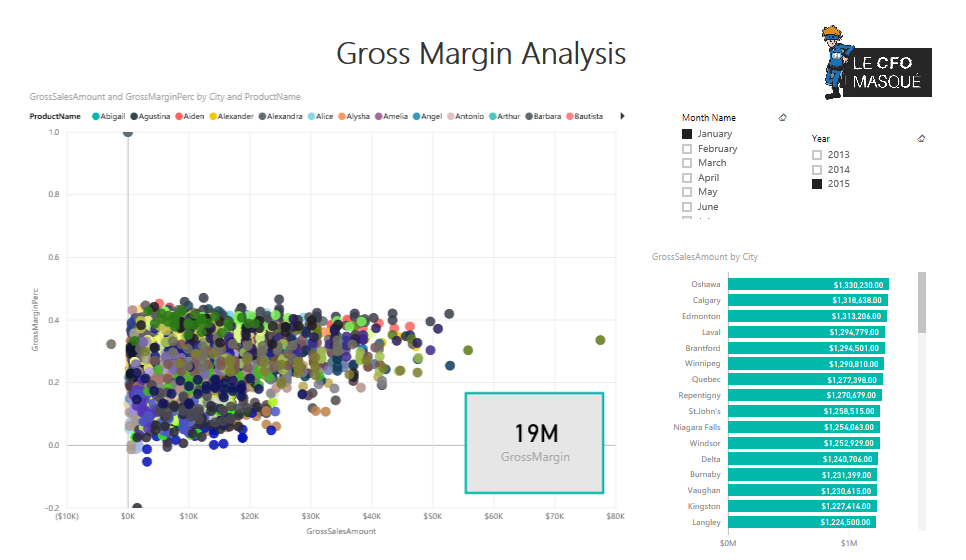 Gross Margin Analysis
LE CFO
MASQUÉ
GrossSalesAmount and GrossMarginPerc by City and ProductName
ProductName Abigail Agustina Aiden Alexander Alexandra Alice Alysha Amelia Angel Antonio Arthur Barbara Bautista
1.0
0.8
0.6
0.4
0.2
0.0
-0.2
GrossMarginPerc
($10K) $0K $10K $20K $30K $40K $50K $60K $70K $80K
GrossSalesAmount
19M
GrossMargin
Month Name
January
February
March
April
May
June
Year
2013
2014
2015
GrossSalesAmount by City
Oshawa $1,330,230.00
Calgary $1,318,638.00
Edmonton $1,313,206.00
Laval $1,294,779.00
Brantford $1,294,501.00
Winnipeg $1,290,810.00
Quebec $1,277,398.00
Repentigny $1,270,679.00
St.John's $1,258,515.00
Niagara Falls $1,254,063.00
Windsor $1,252,929.00
Delta $1,240,706.00
Burnaby $1,231,399.00
Vaughan $1,230,615.00
Kingston $1,227,414.00
Langley $1,224,500.00
$0M $1M